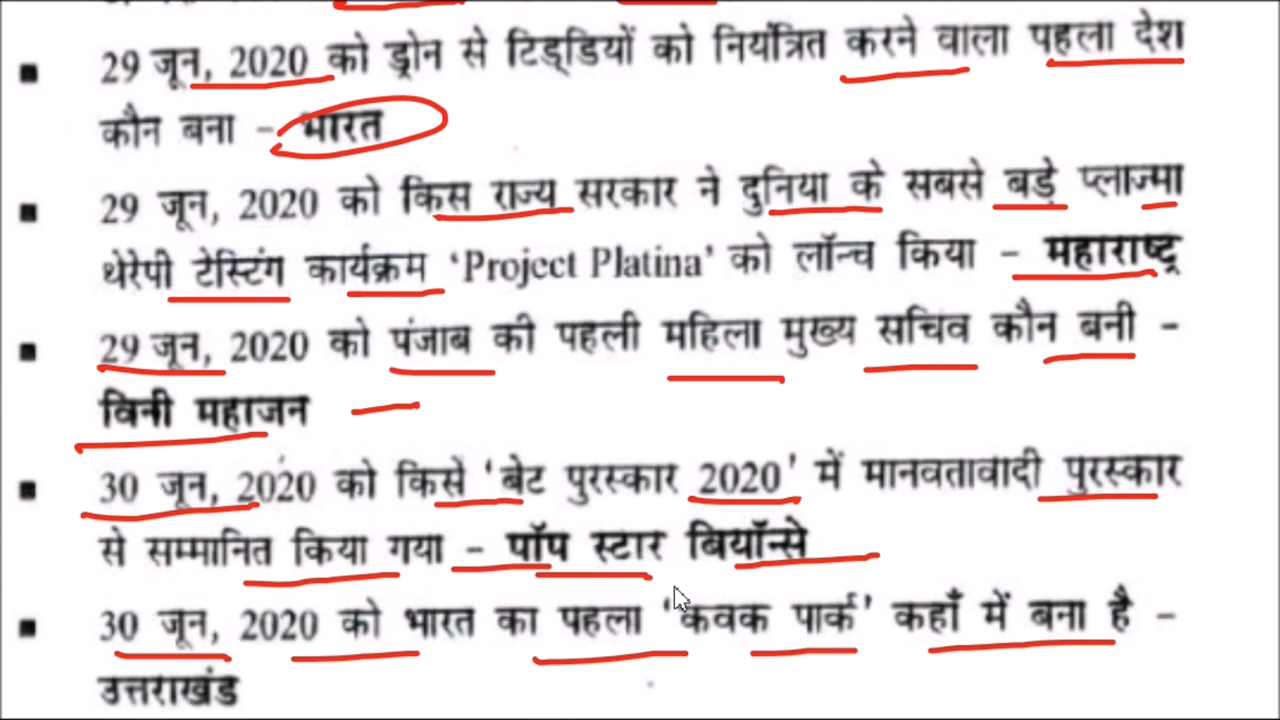 29 जून, 2020 को ड्रोन से टिड्डियों को नियंत्रित करने वाला पहला देश
कौन बना – भारत
29 जून, 2020 को किस राज्य सरकार ने दुनिया के सबसे बड़े प्लाज्मा
थेरेपी टेस्टिंग कार्यक्रम ‘Project Platina’ को लॉन्च किया – महाराष्ट्र
29 जून, 2020 को पंजाब की पहली महिला मुख्य सचिव कौन बनी –
विनी महाजन
30 जून, 2020 को किसे ‘बेट पुरस्कार 2020’ में मानवतावादी पुरस्कार
से सम्मानित किया गया – पॉप स्टार बियॉन्से
30 जून, 2020 को भारत का पहला ‘कवक पार्क’ कहाँ में बना है –
उत्तराखंड